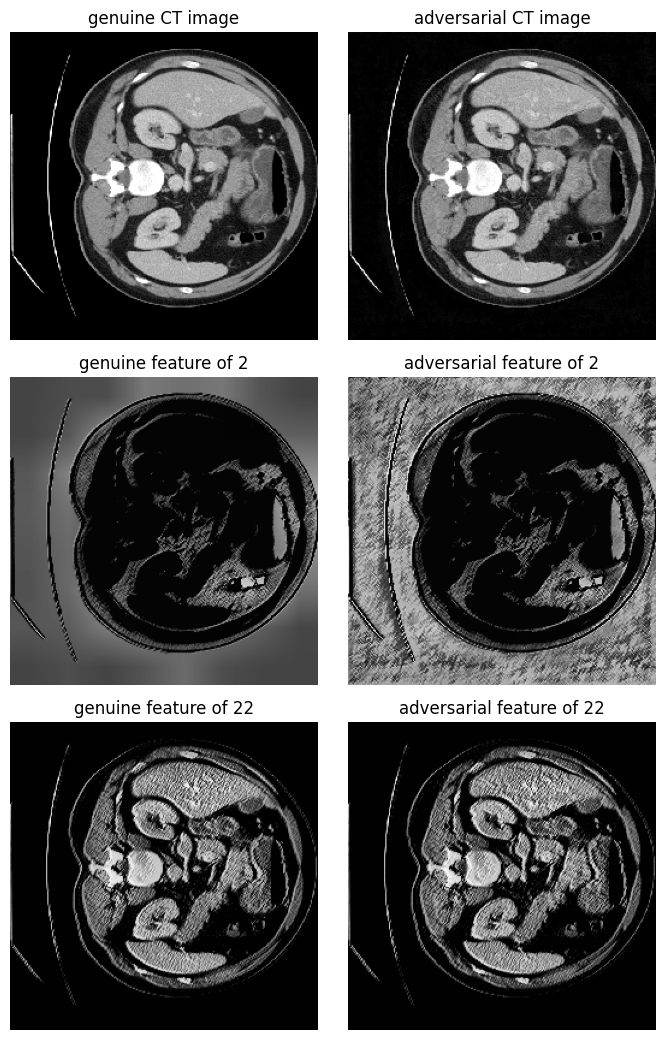 genuine CT image
adversarial CT image
genuine feature of 2
adversarial feature of 2
genuine feature of 22
adversarial feature of 22